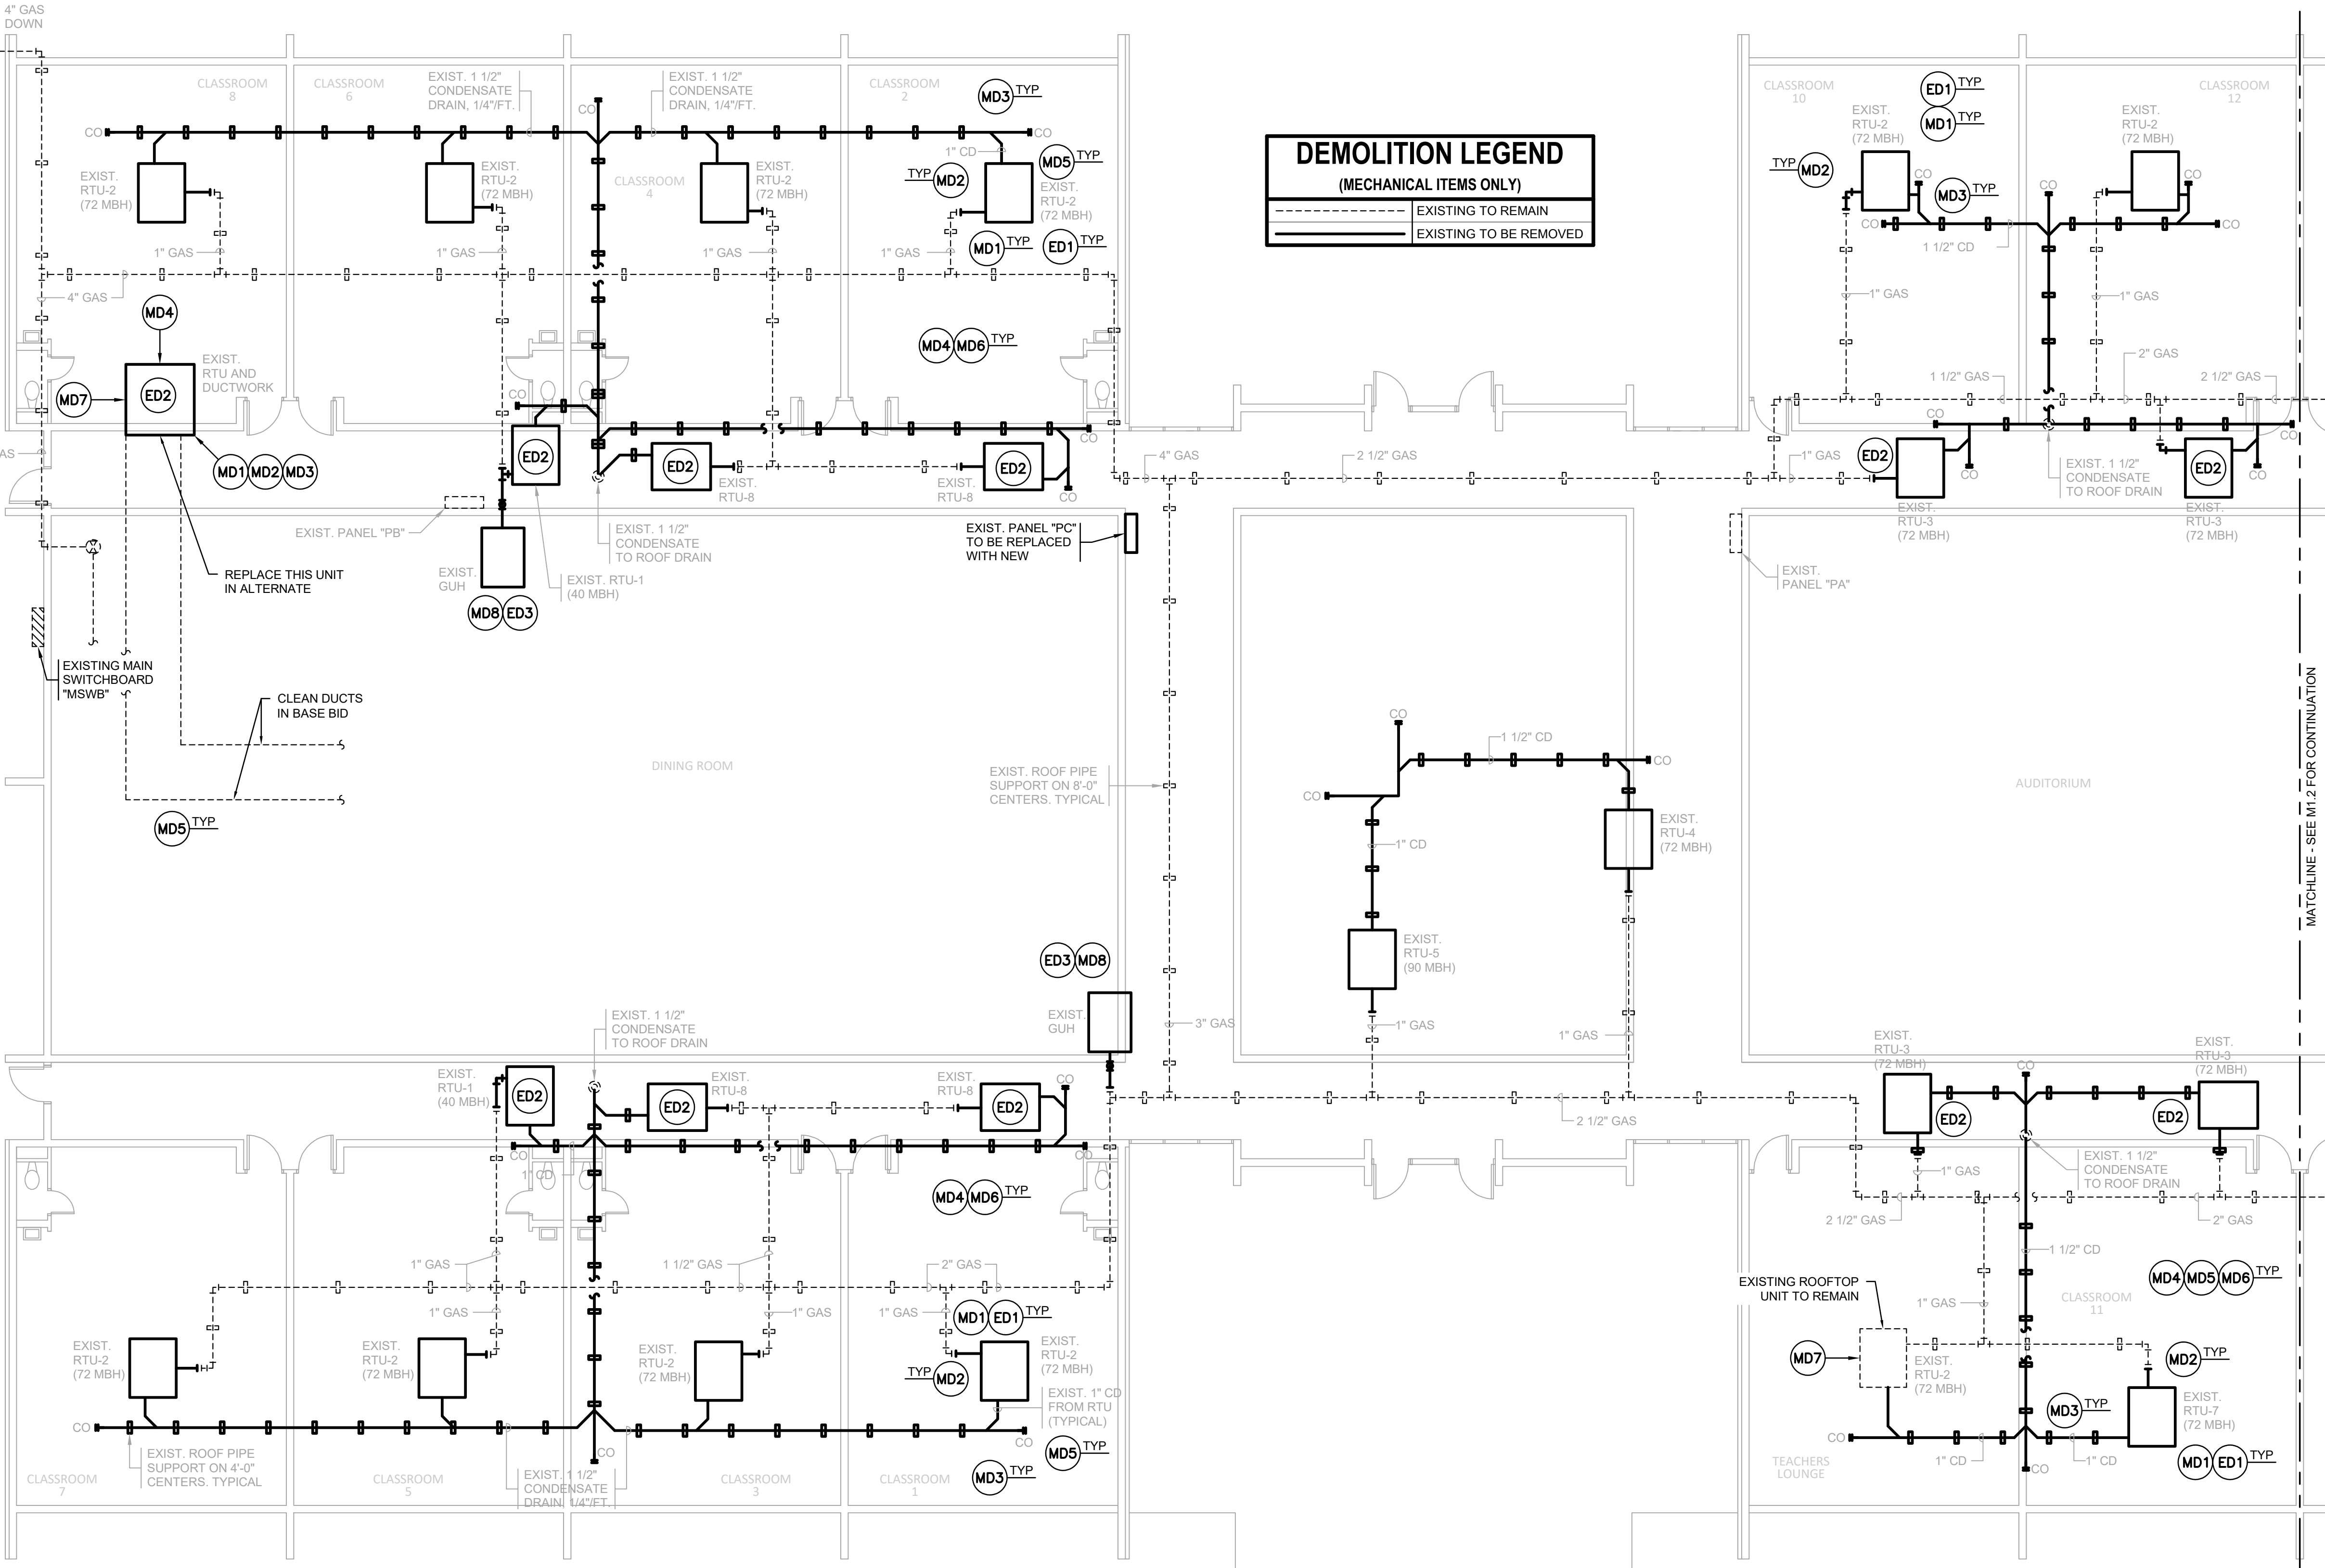 4" GAS
DOWN
CLASSROOM
8
CLASSROOM
6
EXIST. 1 1/2"
CONDENSATE
DRAIN, 1/4"/FT.
CO
EXIST. 1 1/2"
CONDENSATE
DRAIN, 1/4"/FT.
CLASSROOM
2
MD3 TYP
CO
CO
1" CD
MD5 TYP
EXIST.
RTU-2
(72 MBH)
EXIST.
RTU-2
(72 MBH)
CLASSROOM
4
EXIST.
RTU-2
(72 MBH)
TYP MD2
EXIST.
RTU-2
(72 MBH)
MD1 TYP
ED1 TYP
1" GAS
1" GAS
1" GAS
1" GAS
4" GAS
MD4
EXIST.
RTU AND
DUCTWORK
MD7
ED2
MD1 MD2 MD3
AS
MD4 MD6 TYP
CO
ED2
ED2
ED2
CO
CO
EXIST.
RTU-8
EXIST.
RTU-8
EXIST. PANEL "PB"
EXIST. 1 1/2"
CONDENSATE
TO ROOF DRAIN
EXIST. PANEL "PC"
TO BE REPLACED
WITH NEW
EXIST.
GUH
EXIST. RTU-1
(40 MBH)
MD8 ED3
REPLACE THIS UNIT
IN ALTERNATE
EXISTING MAIN
SWITCHBOARD
"MSWB"
CLEAN DUCTS
IN BASE BID
MD5 TYP
DINING ROOM
DEMOLITION LEGEND
(MECHANICAL ITEMS ONLY)
EXISTING TO REMAIN
EXISTING TO BE REMOVED
CLASSROOM
10
ED1 TYP
MD1 TYP
EXIST.
RTU-2
(72 MBH)
CLASSROOM
12
EXIST.
RTU-2
(72 MBH)
TYP MD2
CO
MD3 TYP
CO
CO
CO
CO
1 1/2" CD
1" GAS
1" GAS
2" GAS
1 1/2" GAS
2 1/2" GAS
CO
CO
4" GAS
2 1/2" GAS
1" GAS
ED2
ED2
CO
CO
EXIST. 1 1/2"
CONDENSATE
TO ROOF DRAIN
EXIST.
RTU-3
(72 MBH)
EXIST.
RTU-3
(72 MBH)
EXIST.
PANEL "PA"
MATCHLINE - SEE M1.2 FOR CONTINUATION
AUDITORIUM
EXIST. ROOF PIPE
SUPPORT ON 8'-0"
CENTERS. TYPICAL
CO
1 1/2" CD
CO
CO
1" CD
EXIST.
RTU-4
(72 MBH)
EXIST.
RTU-5
(90 MBH)
ED3 MD8
EXIST.
GUH
3" GAS
1" GAS
1" GAS
2 1/2" GAS
EXIST. 1 1/2"
CONDENSATE
TO ROOF DRAIN
EXIST.
RTU-1
(40 MBH)
ED2
ED2
EXIST.
RTU-8
EXIST.
RTU-8
ED2
CO
CO
CO
1" CD
MD4 MD6 TYP
1" GAS
1 1/2" GAS
2" GAS
1" GAS
1" GAS
1" GAS
MD1 ED1 TYP
EXIST.
RTU-2
(72 MBH)
EXIST.
RTU-2
(72 MBH)
EXIST.
RTU-2
(72 MBH)
EXIST.
RTU-2
(72 MBH)
TYP MD2
EXIST. 1" CD
FROM RTU
(TYPICAL)
CO
CO
CO
MD5 TYP
MD3 TYP
EXIST. ROOF PIPE
SUPPORT ON 4'-0"
CENTERS. TYPICAL
CLASSROOM
7
CLASSROOM
5
EXIST. 1 1/2"
CONDENSATE
DRAIN, 1/4"/FT.
CLASSROOM
3
CLASSROOM
1
EXIST.
RTU-3
(72 MBH)
CO
EXIST.
RTU-3
(72 MBH)
ED2
ED2
EXIST. 1 1/2"
CONDENSATE
TO ROOF DRAIN
1" GAS
2 1/2" GAS
2" GAS
1 1/2" CD
MD4 MD5 MD6 TYP
EXISTING ROOFTOP
UNIT TO REMAIN
1" GAS
CLASSROOM
11
MD7
EXIST.
RTU-2
(72 MBH)
MD2 TYP
MD3 TYP
EXIST.
RTU-7
(72 MBH)
CO
1" CD
1" CD
CO
MD1 ED1 TYP
TEACHERS
LOUNGE